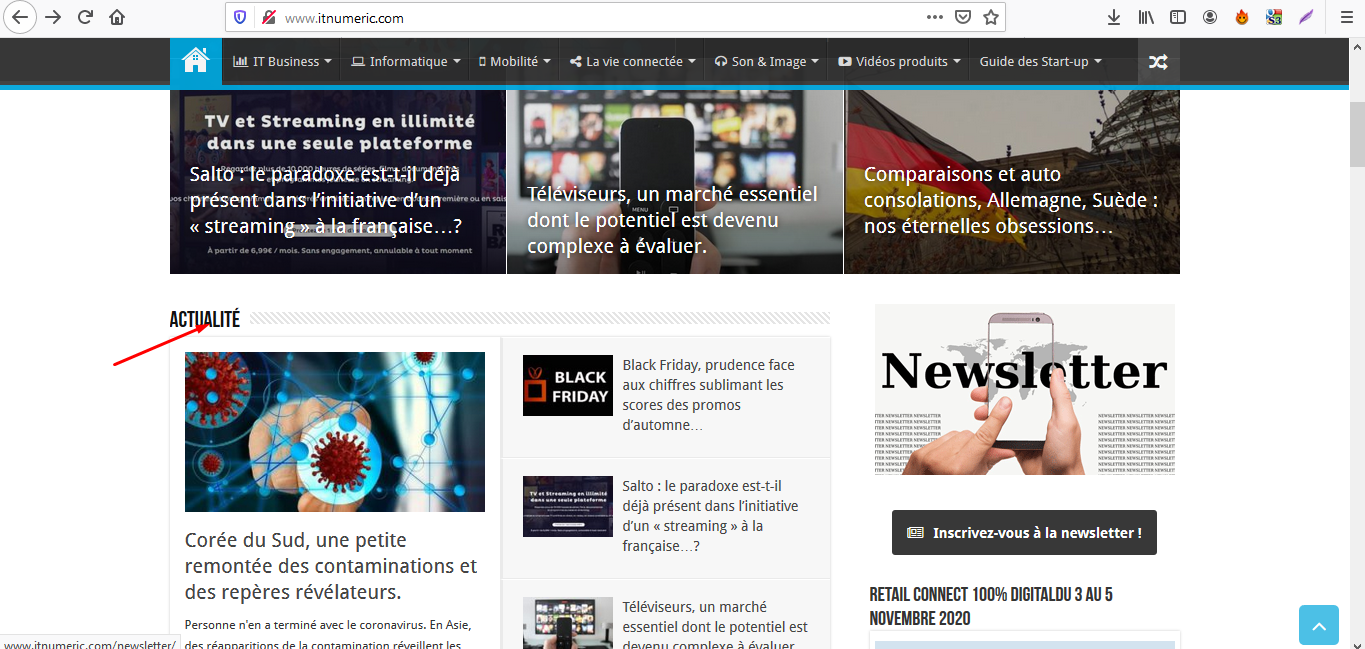 www.itnumeric.com
IT Business
Informatique
Mobilité
La vie connectée
Son & Image
Vidéos produits
Guide des Start-up
TV et Streaming en illimité
dans une seule plateforme
Salto : le paradoxe est-t-il déjà
présent dans l’initiative d’un
« streaming » à la française…?
À partir de 6,99€ / mois. Sans engagement, annulable à tout moment
MENU
Téléviseurs, un marché essentiel
dont le potentiel est devenu
complexe à évaluer.
Comparaisons et auto
consolations, Allemagne, Suède :
nos éternelles obsessions…
ACTUALITÉ
Corée du Sud, une petite
remontée des contaminations et
des repères révélateurs.
Personne n'en a terminé avec le coronavirus. En Asie,
des réapparitions de la contamination réveillent les
BLACK
FRIDAY
Black Friday, prudence face
aux chiffres sublimant les
scores des promos
d’automne…
TV et Streaming en illimité
dans une seule plateforme
Salto : le paradoxe est-t-il
déjà présent dans l’initiative
d’un « streaming » à la
française…?
Téléviseurs, un marché
essentiel dont le potentiel est
devenu complexe à évaluer
Newsletter
NEWSLETTER NEWSLETTER NEWSLETTER
Inscrivez-vous à la newsletter !
RETAIL CONNECT 100% DIGITALDU 3 AU 5
NOVEMBRE 2020
www.itnumeric.com/newsletter/